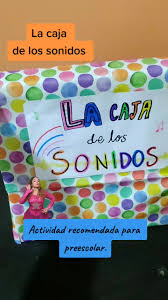 La caja
de los sonidos
LA CAJA
de los
SONIDOS
Actividad recomendada para
preescolar.